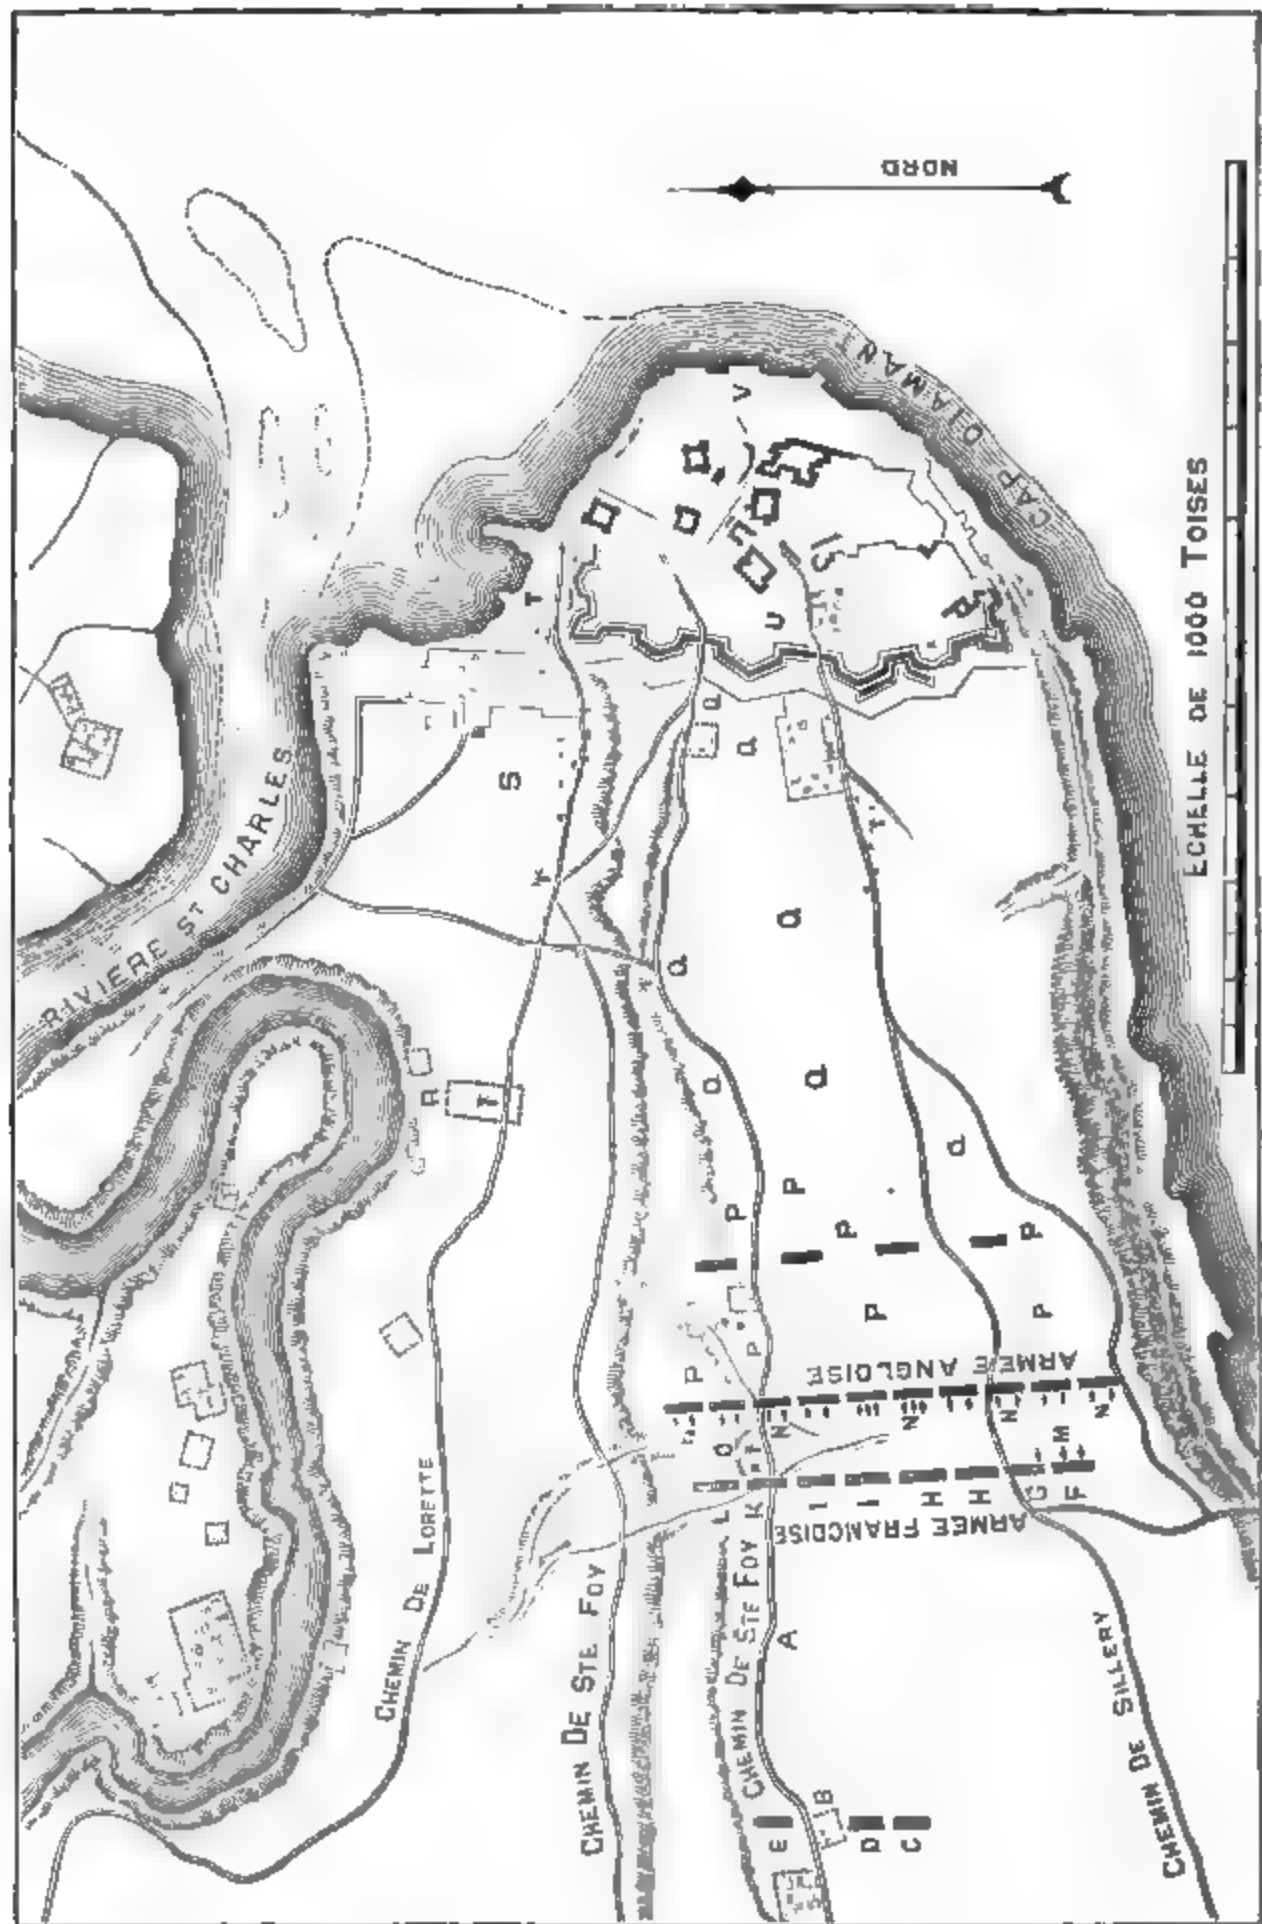 NORD
CAP DIAMANT
ECHELLE DE 1000 TOISES
RIVIERE ST CHARLES
V
IS
U
T
S
Q
Q
Q
Q
Q
Q
Q
R
T
P
P
P
P
P
P
P
ARMEE ANGLOISE
N
N
N
N
O
M
L
K
I
I
H
H
G
F
ARMEE FRANCOISE
CHEMIN DE LORETTE
CHEMIN DE STE FOY
CHEMIN DE STE FOY
A
CHEMIN DE SILLERY
E
B
D
C